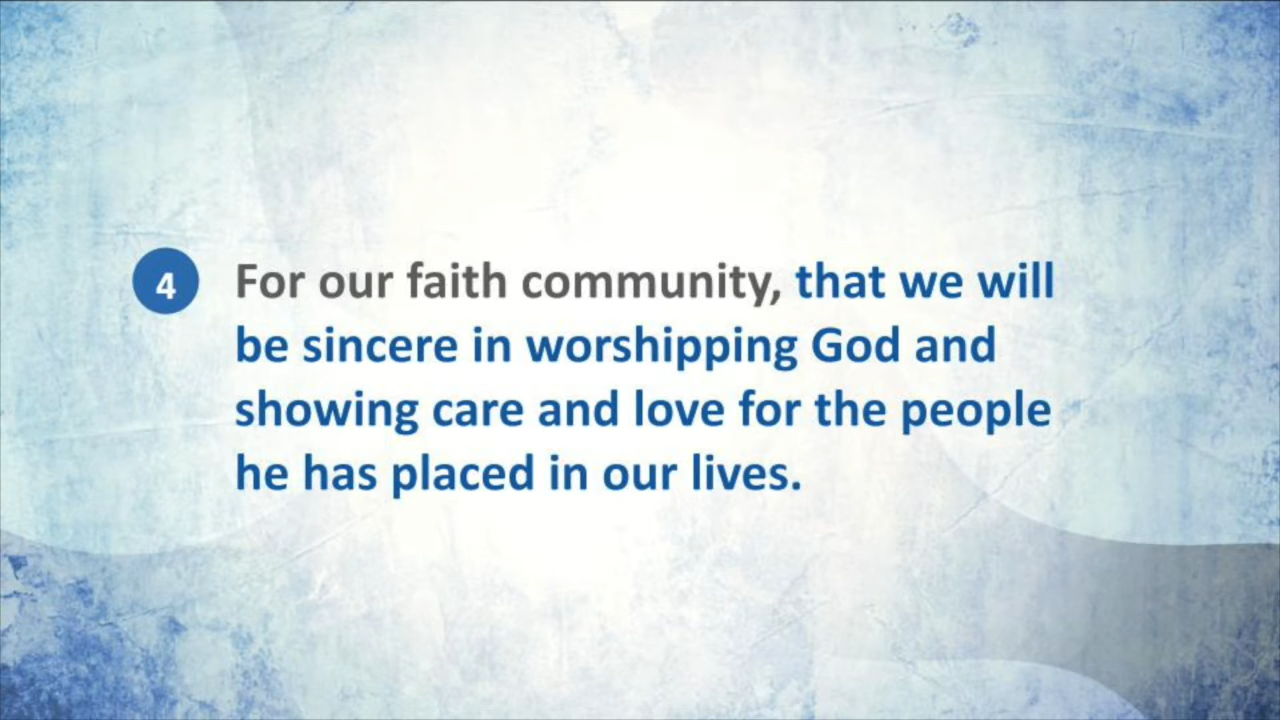 4 For our faith community, that we will
be sincere in worshipping God and
showing care and love for the people
he has placed in our lives.